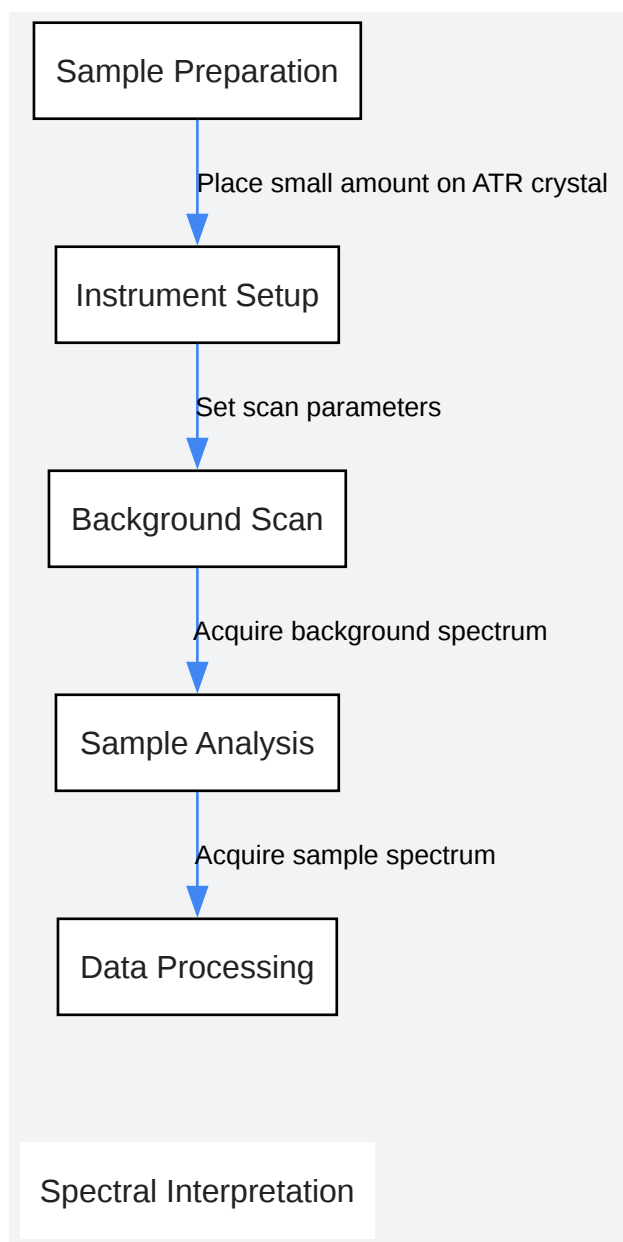 Sample Preparation
Place small amount on ATR crystal
Instrument Setup
Set scan parameters
Background Scan
Acquire background spectrum
Sample Analysis
Acquire sample spectrum
Data Processing
Spectral Interpretation